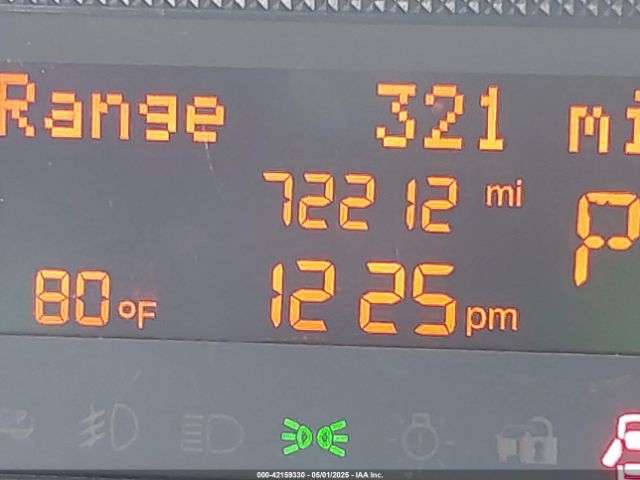 Range 321 mi
72212 mi
P
80°F 12 25 pm
000-42159330 - 05/01/2025 - IAA Inc.